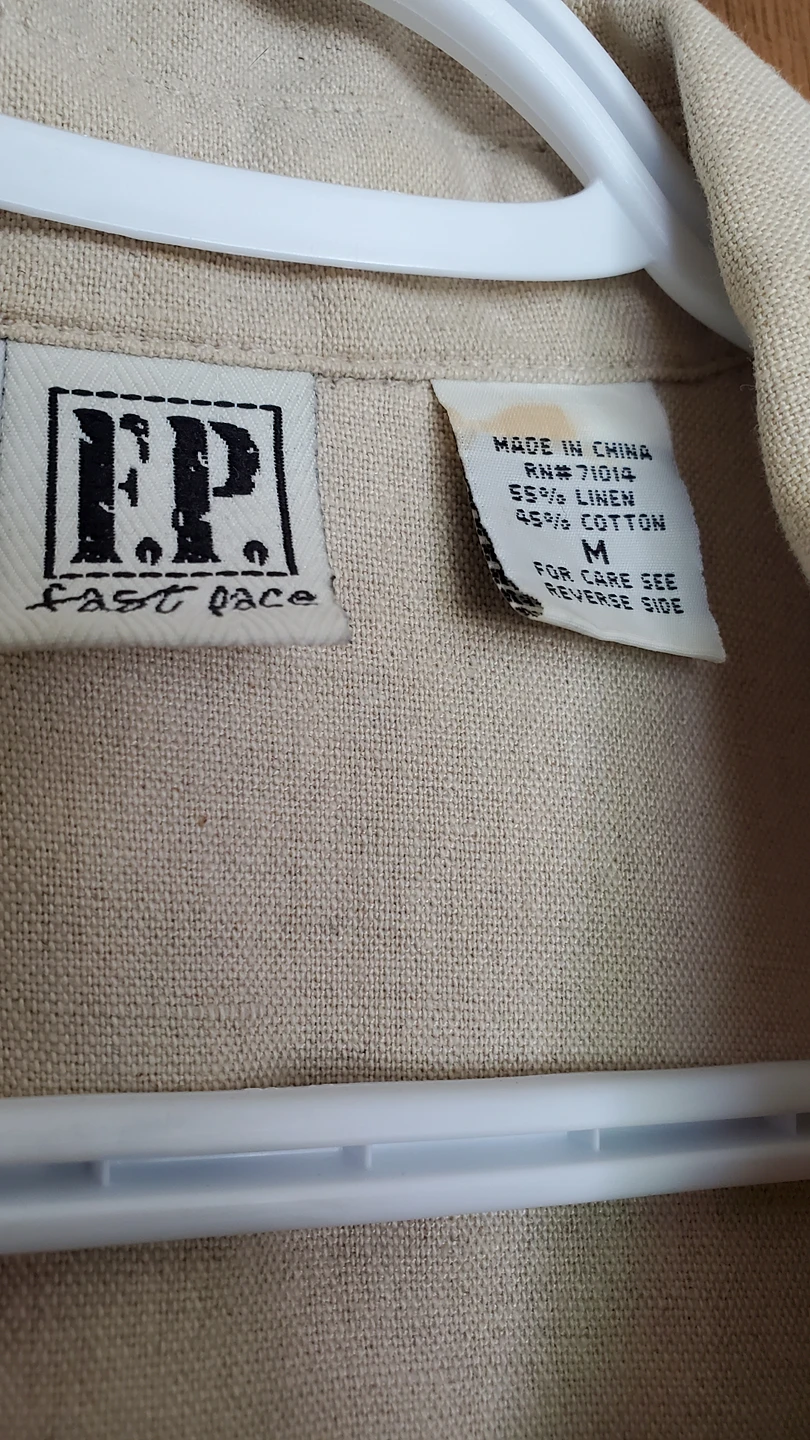 F.P.
fast pace
MADE IN CHINA
RN# 71014
55% LINEN
45% COTTON
M
FOR CARE SEE
REVERSE SIDE